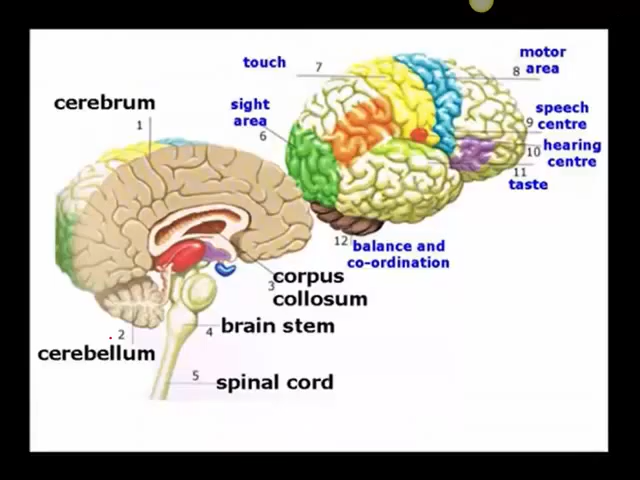 touch
7
motor
area
8
cerebrum
1
sight
area
6
speech
centre
9
hearing
centre
10
11
taste
12
balance and
co-ordination
corpus
collosum
3
brain stem
4
2
cerebellum
5
spinal cord